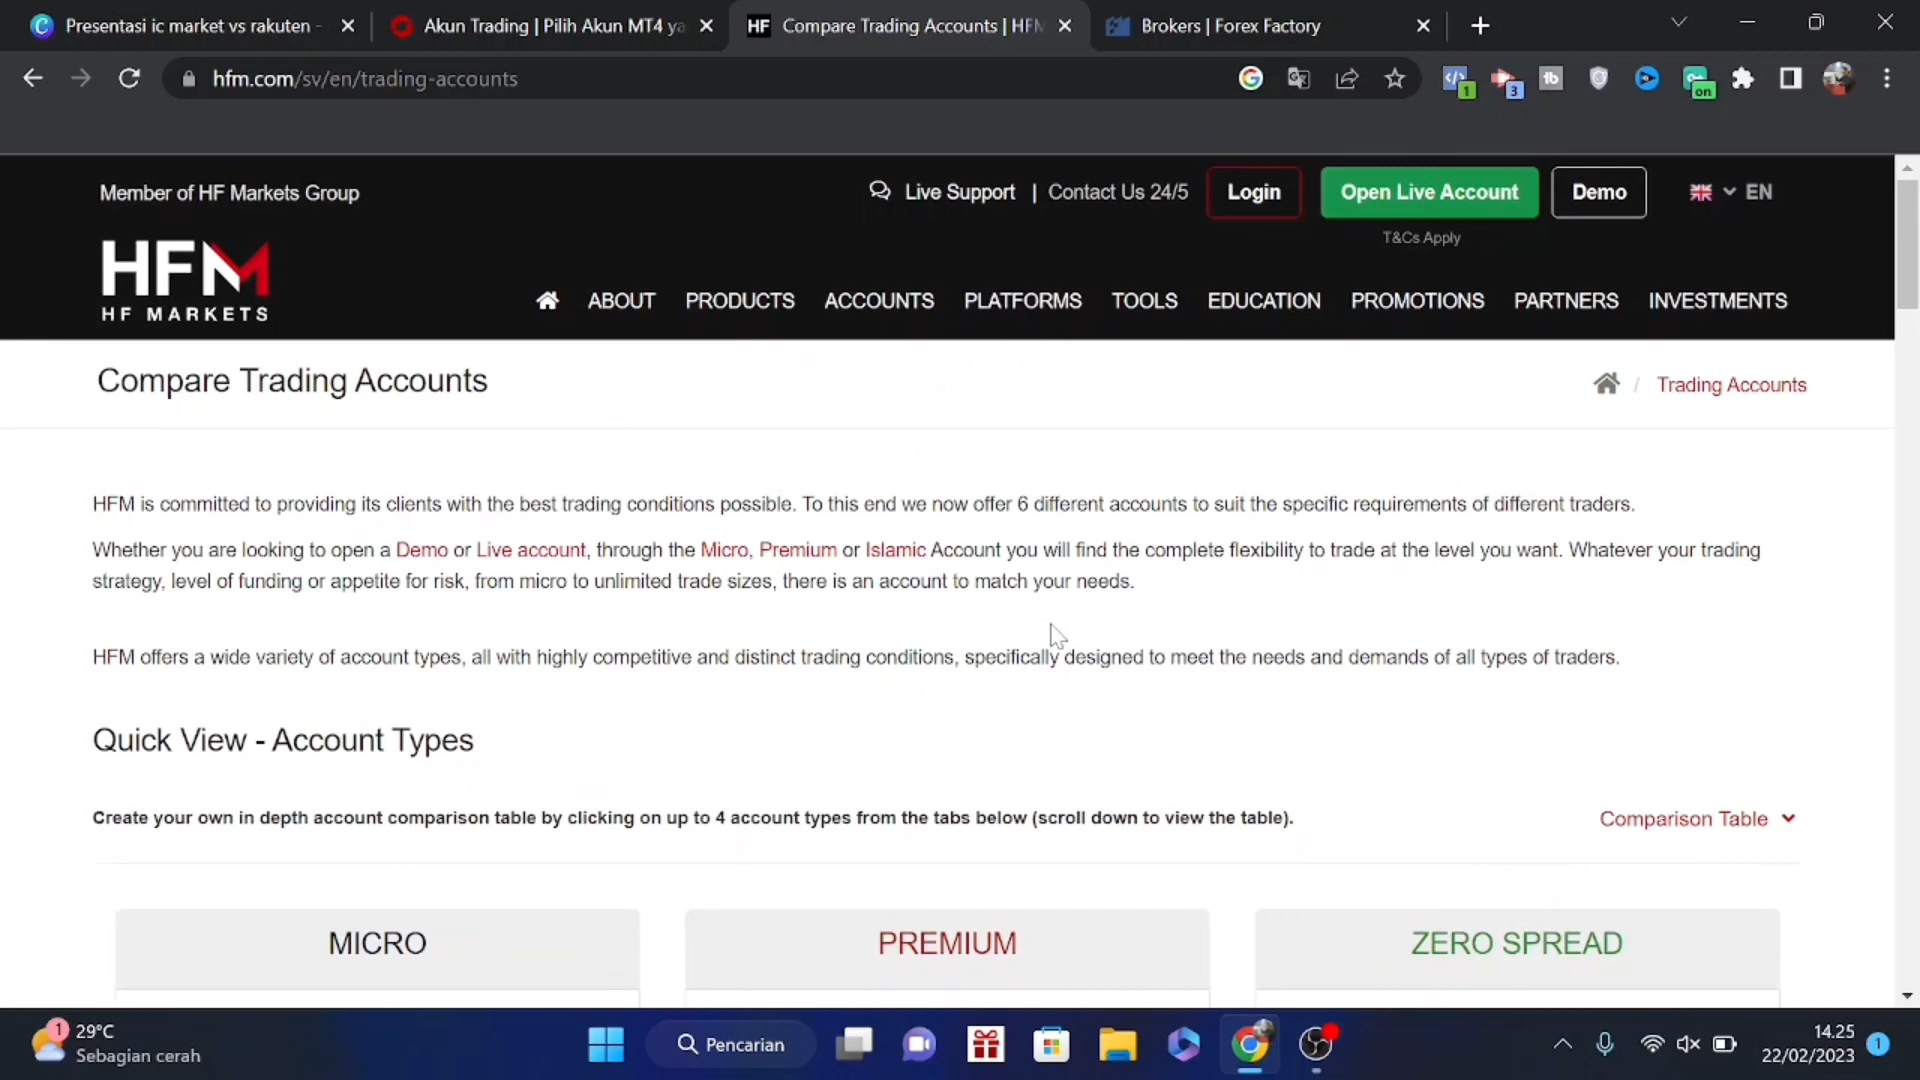 Presentasi ic market vs rakuten -
Akun Trading | Pilih Akun MT4 ya
HF
Compare Trading Accounts | HFM
Brokers | Forex Factory
hfm.com/sv/en/trading-accounts
1
3
tb
on
Member of HF Markets Group
Live Support | Contact Us 24/5
Login
Open Live Account
Demo
EN
T&Cs Apply
HFM
HF MARKETS
ABOUT PRODUCTS ACCOUNTS PLATFORMS TOOLS EDUCATION PROMOTIONS PARTNERS INVESTMENTS
Compare Trading Accounts
/ Trading Accounts
HFM is committed to providing its clients with the best trading conditions possible. To this end we now offer 6 different accounts to suit the specific requirements of different traders.
Whether you are looking to open a Demo or Live account, through the Micro, Premium or Islamic Account you will find the complete flexibility to trade at the level you want. Whatever your trading
strategy, level of funding or appetite for risk, from micro to unlimited trade sizes, there is an account to match your needs.
HFM offers a wide variety of account types, all with highly competitive and distinct trading conditions, specifically designed to meet the needs and demands of all types of traders.
Quick View - Account Types
Create your own in depth account comparison table by clicking on up to 4 account types from the tabs below (scroll down to view the table).
Comparison Table
MICRO
PREMIUM
ZERO SPREAD
1
29°C
Sebagian cerah
Pencarian
14.25
22/02/2023
1